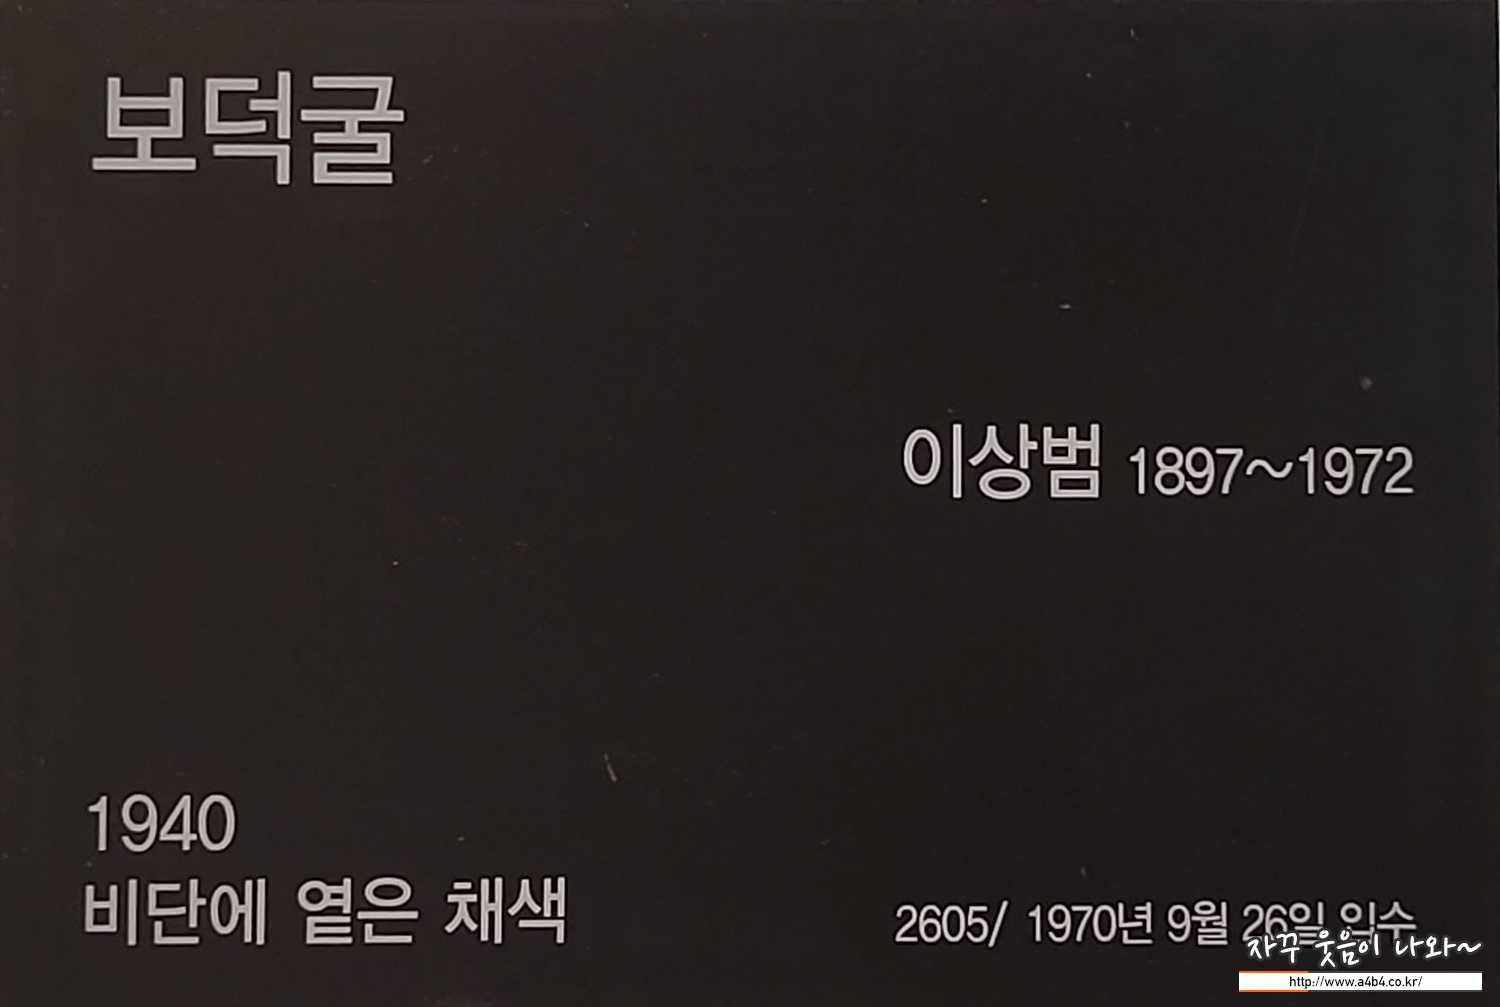 보덕굴
이상범 1897~1972
1940
비단에 옅은 채색
2605/ 1970년 9월 26일 입수
자꾸 웃음이 나와~
http://www.a4b4.co.kr/